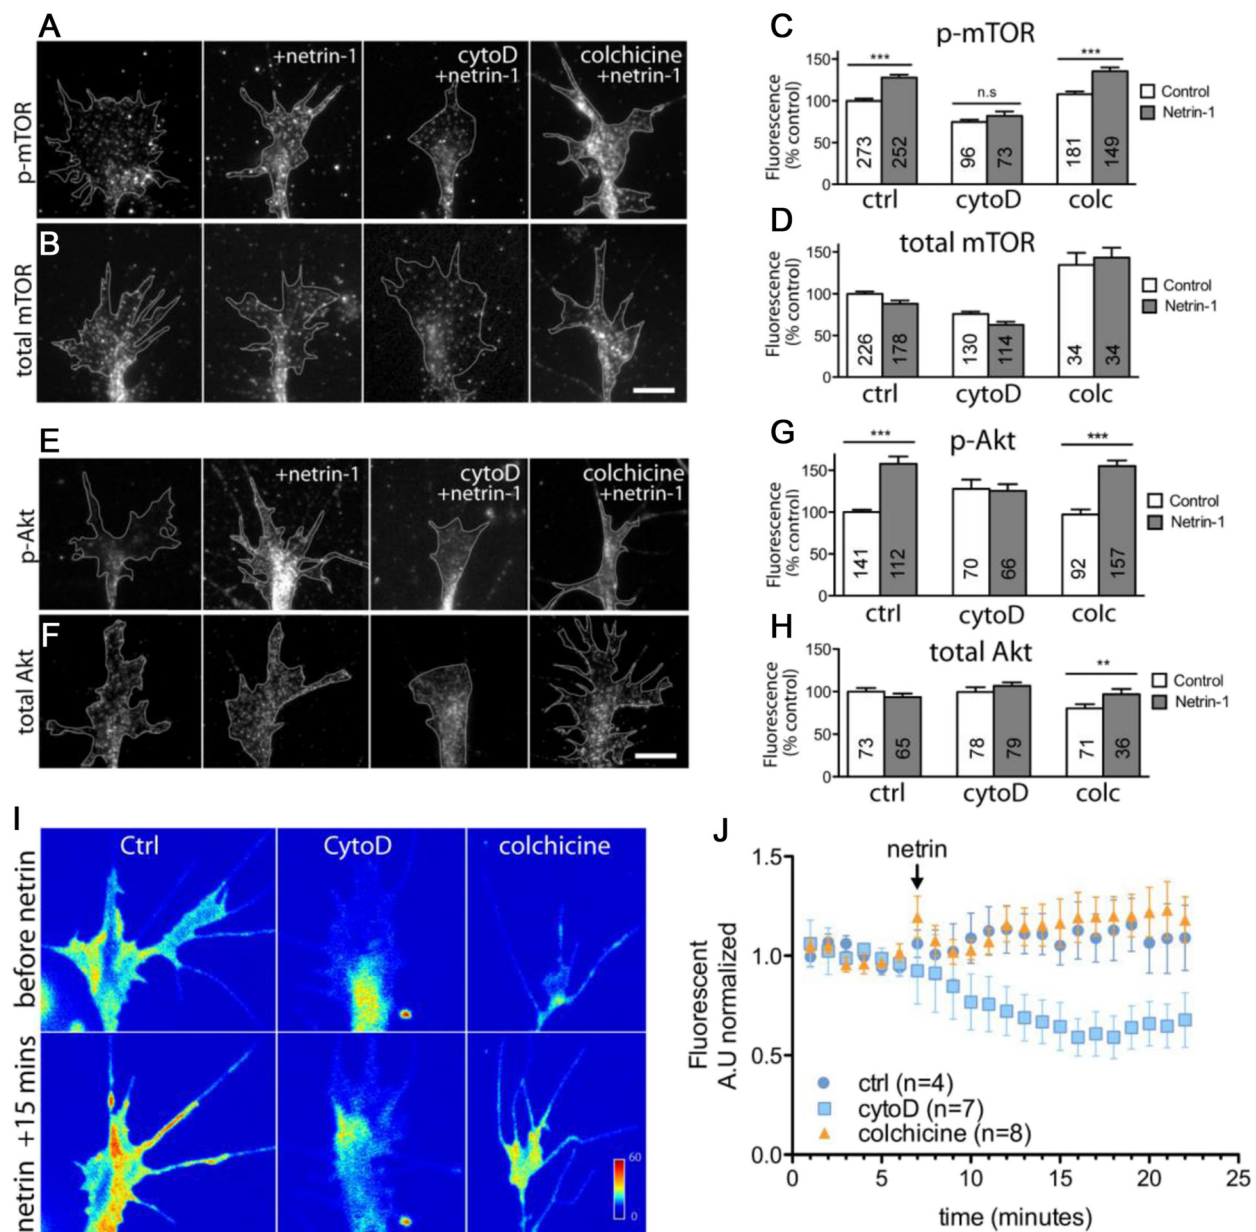 A
p-mTOR
+netrin-1
cytoD
+netrin-1
colchicine
+netrin-1
B
total mTOR
C
p-mTOR
Fluorescence
(% control)
150
100
50
0
***
n.s
***
273
252
96
73
181
149
ctrl
cytoD
colc
Control
Netrin-1
D
total mTOR
Fluorescence
(% control)
150
100
50
0
226
178
130
114
34
34
ctrl
cytoD
colc
Control
Netrin-1
E
p-Akt
+netrin-1
cytoD
+netrin-1
colchicine
+netrin-1
F
total Akt
G
p-Akt
Fluorescence
(% control)
150
100
50
0
***
***
141
112
70
66
92
157
ctrl
cytoD
colc
Control
Netrin-1
H
total Akt
Fluorescence
(% control)
150
100
50
0
**
73
65
78
79
71
36
ctrl
cytoD
colc
Control
Netrin-1
I
Ctrl
CytoD
colchicine
before netrin
netrin +15 mins
60
0
J
netrin
Fluorescent
A.U normalized
1.5
1.0
0.5
0.0
ctrl (n=4)
cytoD (n=7)
colchicine (n=8)
0
5
10
15
20
25
time (minutes)